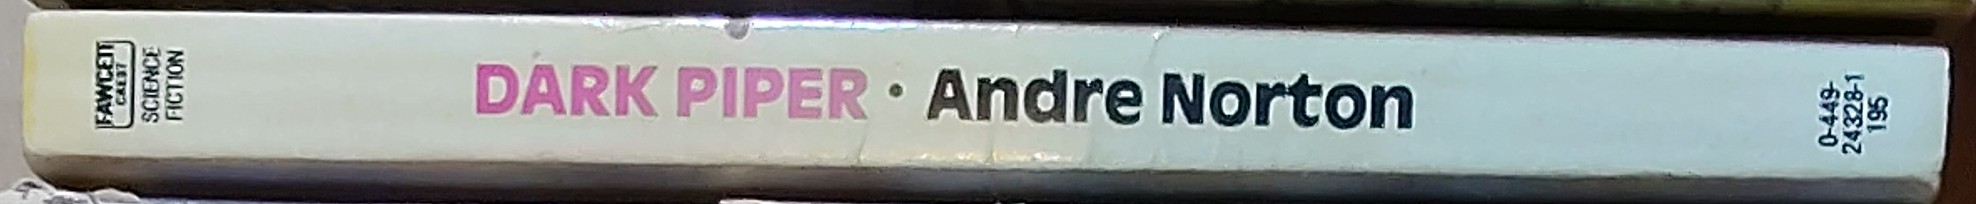 FAWCETT
CREST
SCIENCE
FICTION
DARK PIPER · Andre Norton
0-449-
24328-1
195